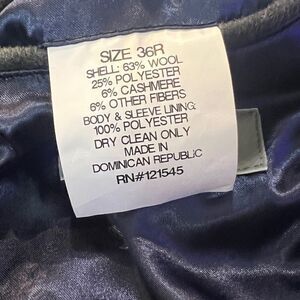 SIZE 36R
SHELL: 63% WOOL
25% POLYESTER
6% CASHMERE
6% OTHER FIBERS
BODY & SLEEVE LINING:
100% POLYESTER
DRY CLEAN ONLY
MADE IN
DOMINICAN REPUBLIC
RN#121545